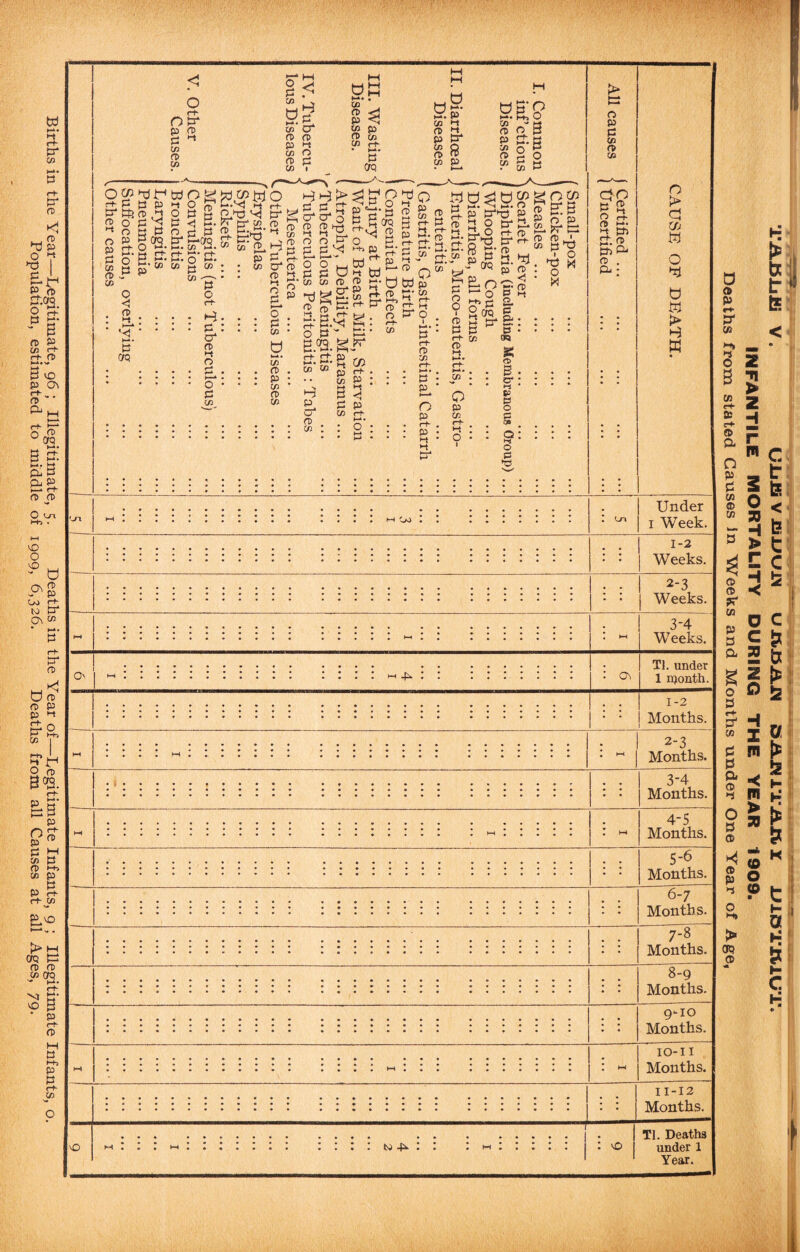 TABLE V.
CLEVEDON URBAN SANITARY DISTRICT.
INFANTILE MORTALITY DURING THE YEAR 1909.
Deaths from stated Causes in Weeks and Months under One Year of Age,
CAUSE OF DEATH.
Under 1 Week.
1-2 Weeks.
2-3 Weeks.
3-4 Weeks.
Tl. under 1 month.
1-2 Months.
2-3 Months.
3-4 Months.
4-5 Months.
5-6 Months.
6-7 Months.
7-8 Months.
8-9 Months.
9-10 Months.
10-11 Months.
11-12 Months.
Tl. Deaths under 1 Year.
All causes
Certified ... 5 ... 1 6 ... 1 ... 1 ... 1 ... 9
Uncertified ...
I. Common infectious Diseases.
Small-pox ...
Chicken-pox ...
Measles ...
Scarlet Fever ...
Diphtheria (including Membranous Croup)
Whooping Cough ...
II. Diarrhœal Diseases.
Diarrhœa, all forms ... 1 ... 1
Enteritis, Muco-enteritis, Gastro-enteritis ...
Gastritis, Gastro-intestinal Catarrh ...
III. Wasting Diseases.
Premature Birth ...
Congenital Defects ... 3 ... 1 4 ... 4
Injury at Birth ... 1 ... 1 ... 1 ... 2
Want of Breast Milk, Starvation ...
Atrophy, Debility, Marasmus ...
IV. Tuberculous Diseases
Tuberculous Meningitis ...
Tuberculous Peritonitis : Tabes Mesenterica ...
Other Tuberculous Diseases ...
V. Other Causes.
Erysipelas ...
Syphilis ...
Rickets ...
Meningitis (not Tuberculous) ...
Convulsions ... 1 ... 1
Bronchitis ...
Laryngitis ...
Pneumonia ...
Suffocation, overlying ...
Other causes ... 1 ... 1 ... 1
5 ... 1 6 ... 1 ... 1 ... 1 ... 9
Births in the Year—Legitimate, 96 ; Illegitimate, 5. Deaths in the Year of—Legitimate Infants, 9 ; Illegitimate Infants, 0.
Population, estimated to middle of 1909, 6,326. Deaths from all Causes at all Ages, 79.